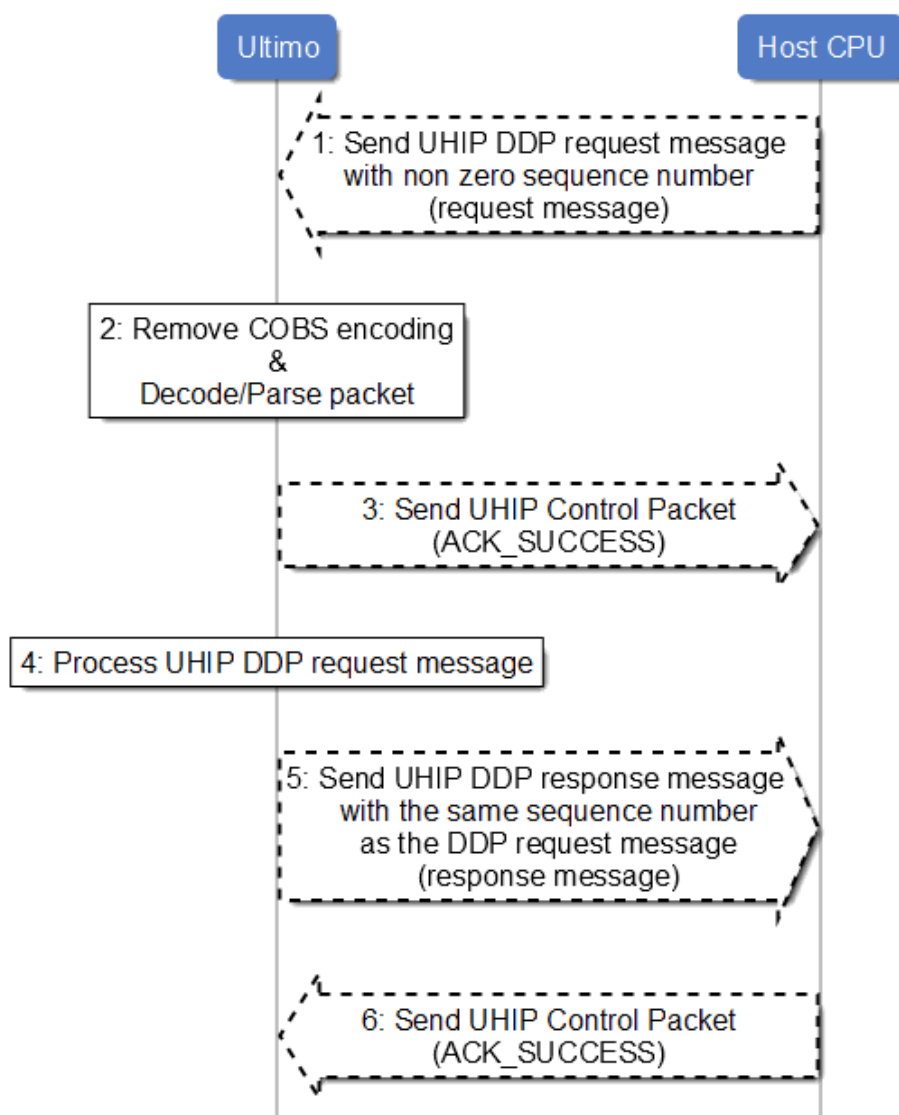 Ultimo
Host CPU
1: Send UHIP DDP request message
with non zero sequence number
(request message)
2: Remove COBS encoding
&
Decode/Parse packet
3: Send UHIP Control Packet
(ACK_SUCCESS)
4: Process UHIP DDP request message
5: Send UHIP DDP response message
with the same sequence number
as the DDP request message
(response message)
6: Send UHIP Control Packet
(ACK_SUCCESS)